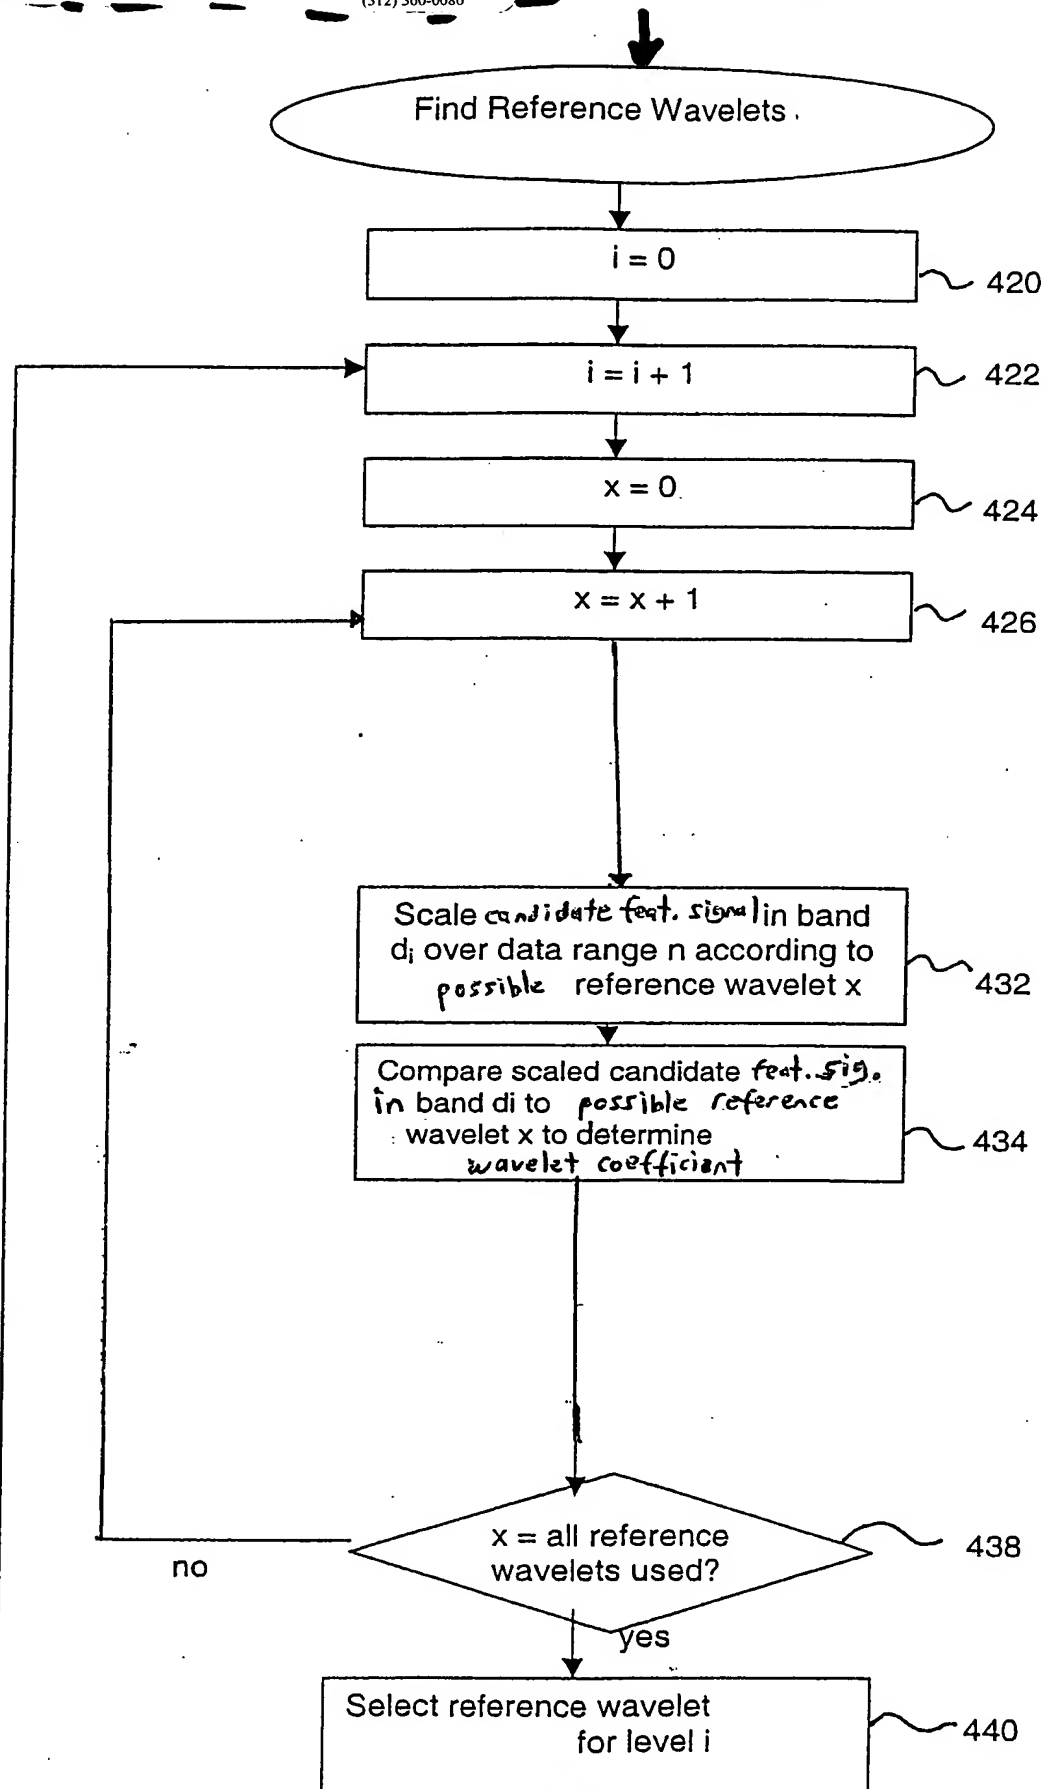 Find Reference Wavelets
i = 0
420
i = i + 1
422
x = 0
424
x = x + 1
426
Scale candidate feat. signal in band
di over data range n according to
possible reference wavelet x
432
Compare scaled candidate feat. sig.
in band di to possible reference
wavelet x to determine
wavelet coefficient
434
x = all reference
wavelets used?
438
no
yes
Select reference wavelet
for level i
440